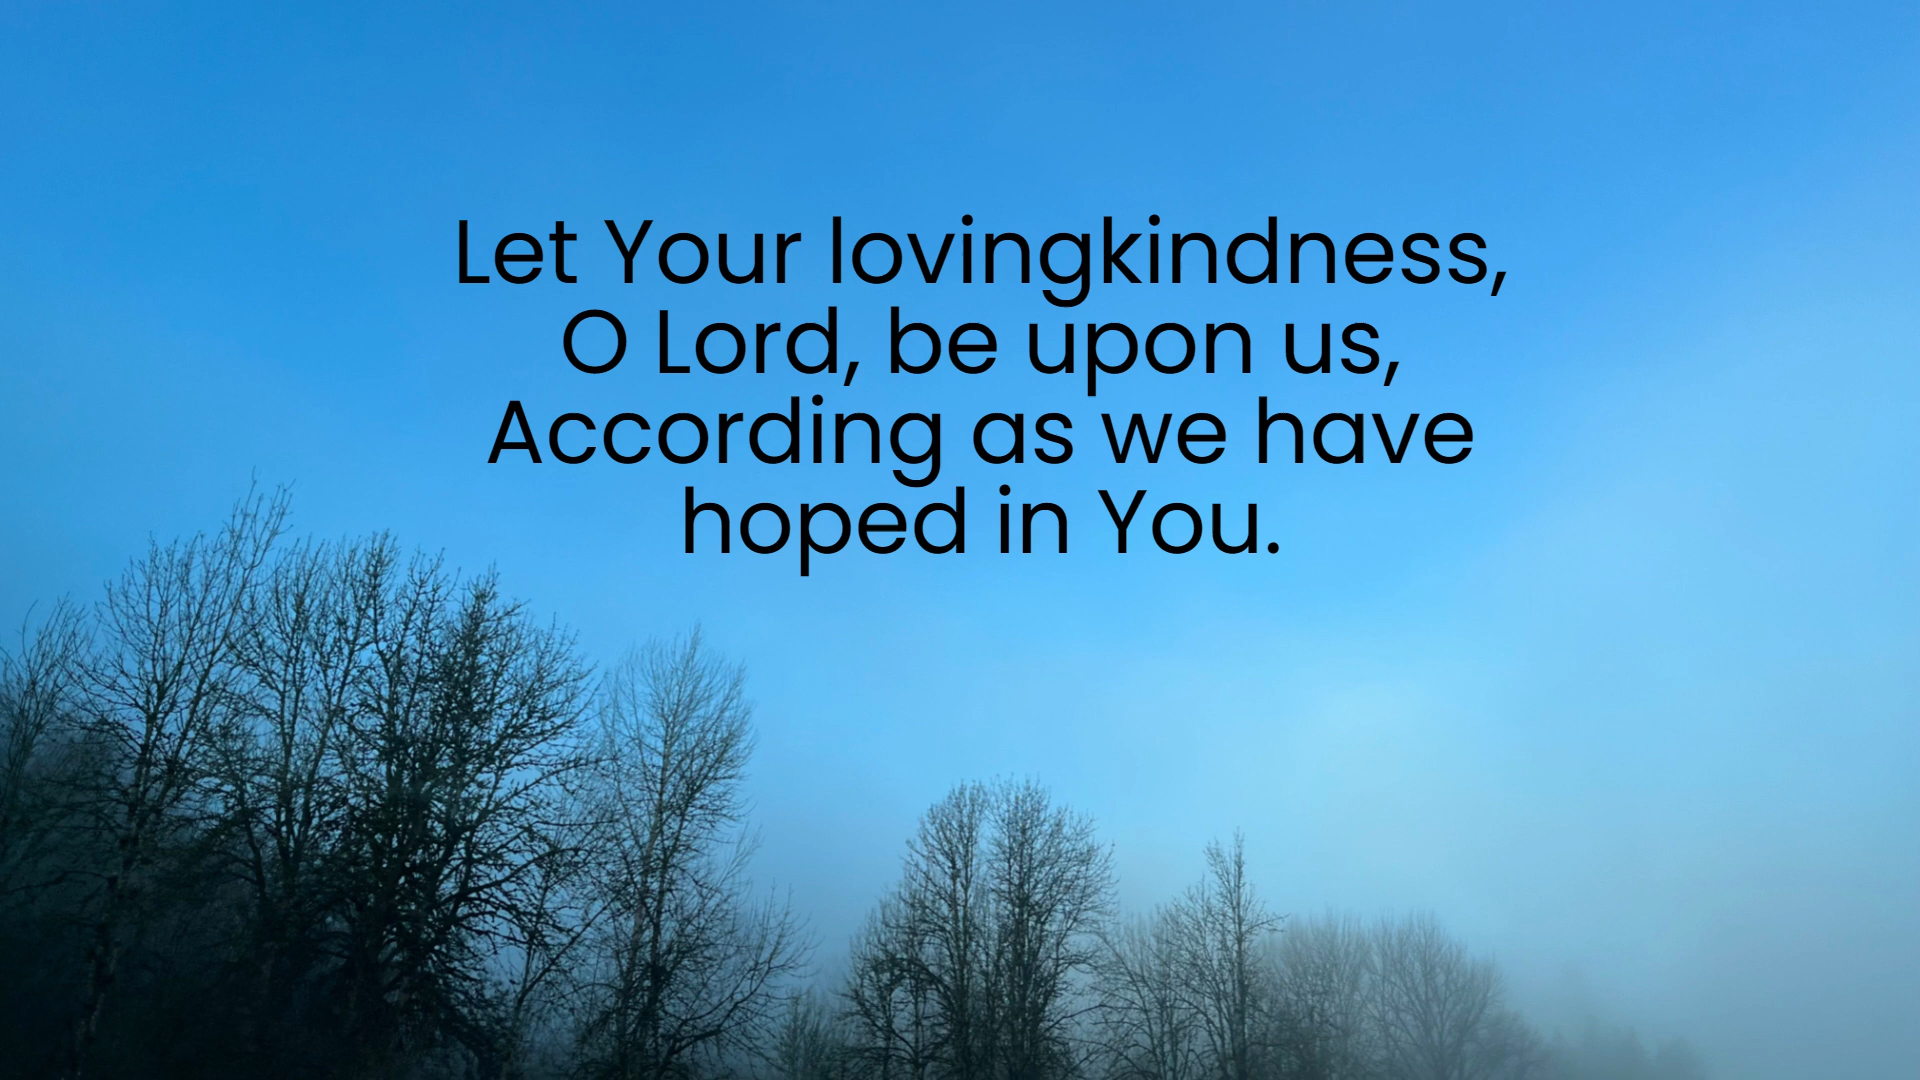 Let Your lovingkindness,
O Lord, be upon us,
According as we have
hoped in You.